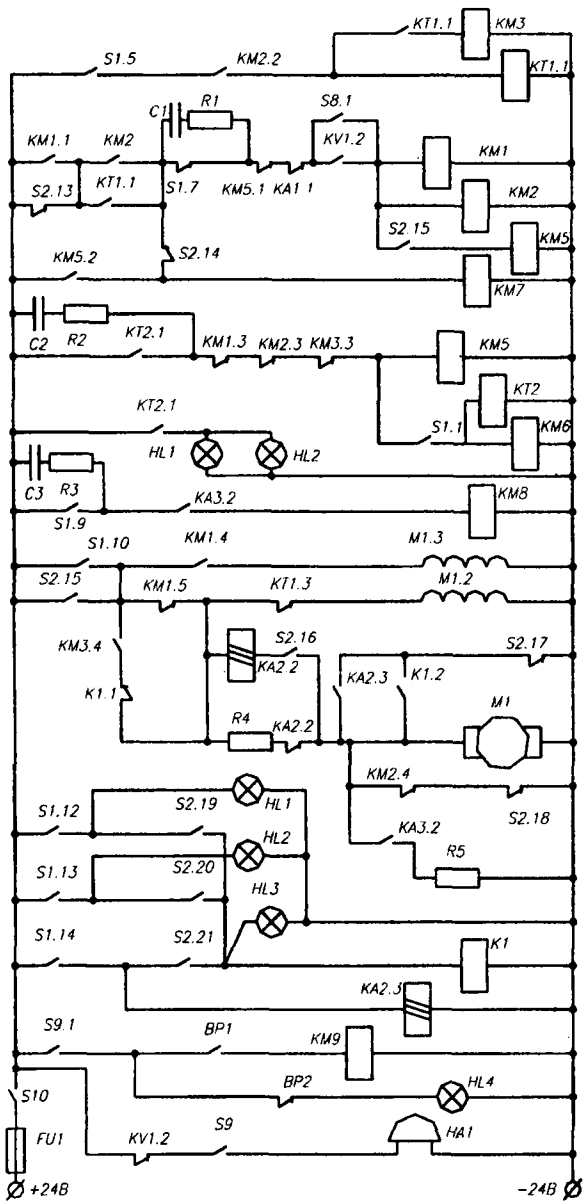 KT1.1 KM3
S1.5 KM2.2 KT1.1
C1 R1 S8.1
KM1.1 KM2 KV1.2 KM1
S2.13 KT1.1 S1.7 KM5.1 KA1.1
KM2
S2.14 S2.15 KM5
KM5.2 KM7
C2 R2 KT2.1 KM1.3 KM2.3 KM3.3 KM5
KT2
KT2.1 S1.1 KM6
HL1 HL2
C3 R3 KA3.2 KM8
S1.9
S1.10 KM1.4 M1.3
S2.15 KM1.5 KT1.3 M1.2
KM3.4 S2.16 S2.17
KA2.2 KA2.3 K1.2
K1.1 M1
R4 KA2.2
KM2.4
S1.12 S2.19 HL1 S2.18
HL2 KA3.2 R5
S1.13 S2.20
HL3
S1.14 S2.21 K1
KA2.3
S9.1 BP1 KM9
BP2 HL4
S10
S9 HA1
FU1 KV1.2
+24В -24В